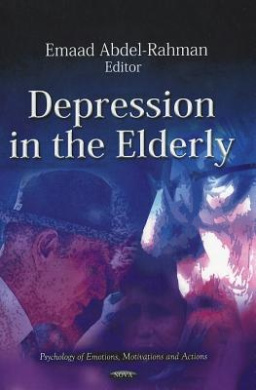 Emaad Abdel-Rahman
Editor
Depression
in the Elderly
Psychology of Emotions, Motivations and Actions
NOVA